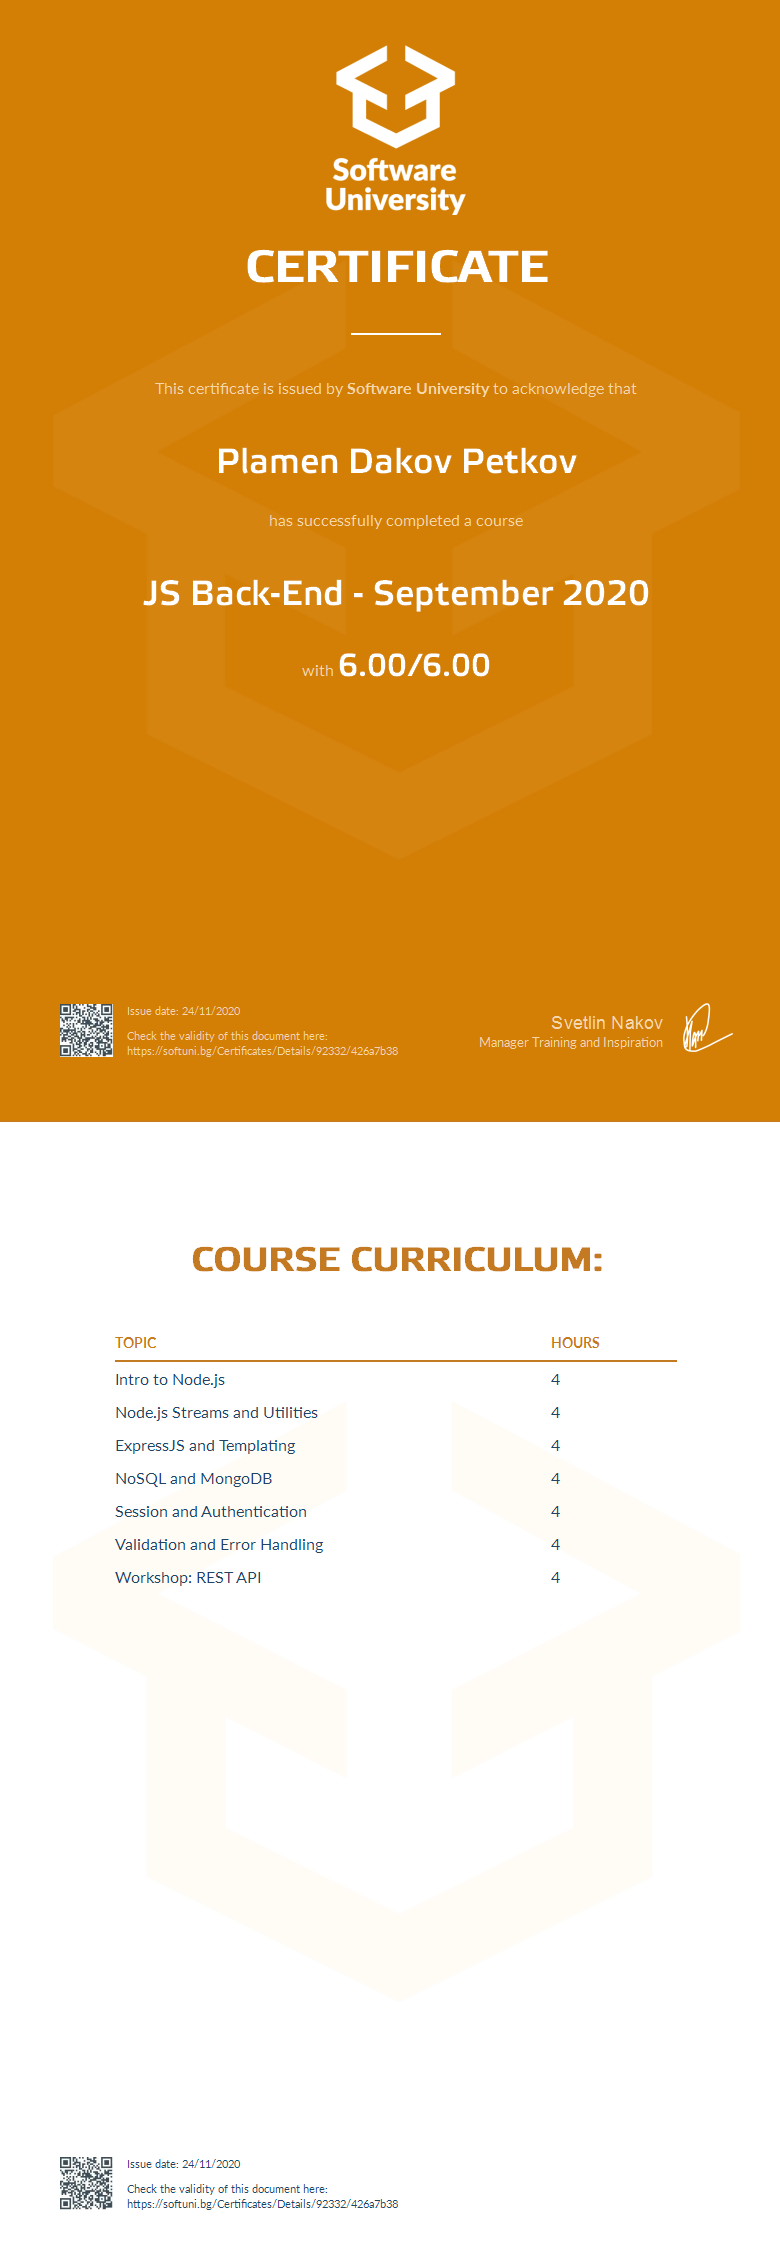 Software
University
CERTIFICATE
This certificate is issued by Software University to acknowledge that
Plamen Dakov Petkov
has successfully completed a course
JS Back-End - September 2020
with 6.00/6.00
Issue date: 24/11/2020
Check the validity of this document here:
https://softuni.bg/Certificates/Details/92332/426a7b38
Svetlin Nakov
Manager Training and Inspiration
COURSE CURRICULUM:
TOPIC HOURS
Intro to Node.js 4
Node.js Streams and Utilities 4
ExpressJS and Templating 4
NoSQL and MongoDB 4
Session and Authentication 4
Validation and Error Handling 4
Workshop: REST API 4
Issue date: 24/11/2020
Check the validity of this document here:
https://softuni.bg/Certificates/Details/92332/426a7b38